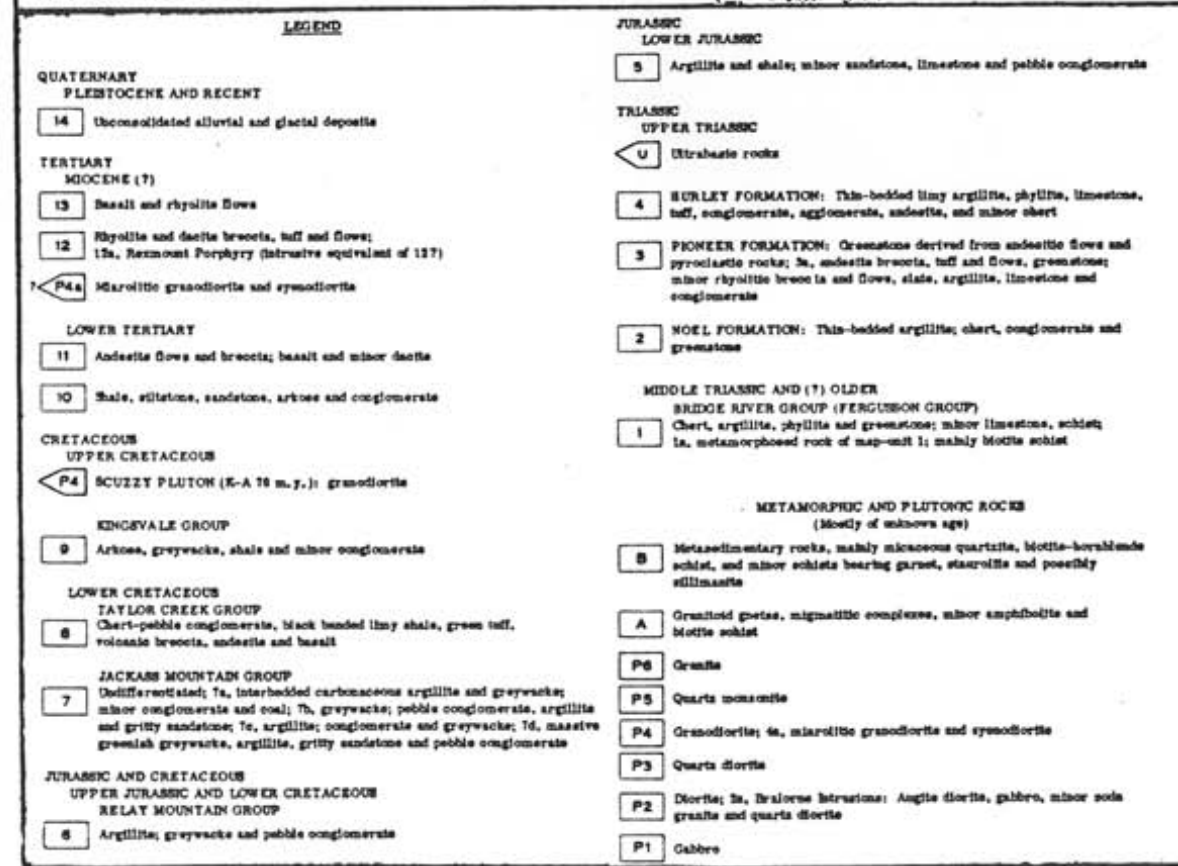 LEGEND
QUATERNARY
PLEISTOCENE AND RECENT
14 Unconsolidated alluvial and glacial deposits
TERTIARY
MIOCENE (?)
13 Basalt and rhyolite flows
12 Rhyolite and dacite breccia, tuff and flows;
12a, Rexmount Porphyry (intrusive equivalent of 12?)
? P4a Miarolitic granodiorite and syenodiorite
LOWER TERTIARY
11 Andesite flows and breccia; basalt and minor dacite
10 Shale, siltstone, sandstone, arkose and conglomerate
CRETACEOUS
UPPER CRETACEOUS
P4 SCUZZY PLUTON (K-A 70 m.y.): granodiorite
KINGSVALE GROUP
9 Arkose, greywacke, shale and minor conglomerate
LOWER CRETACEOUS
TAYLOR CREEK GROUP
8 Chert-pebble conglomerate, black banded limy shale, green tuff,
volcanic breccia, andesite and basalt
JACKASS MOUNTAIN GROUP
7 Undifferentiated; 7a, interbedded carbonaceous argillite and greywacke;
minor conglomerate and coal; 7b, greywacke; pebble conglomerate, argillite
and gritty sandstone; 7c, argillite; conglomerate and greywacke; 7d, massive
greenish greywacke, argillite, gritty sandstone and pebble conglomerate
JURASSIC AND CRETACEOUS
UPPER JURASSIC AND LOWER CRETACEOUS
RELAY MOUNTAIN GROUP
6 Argillite; greywacke and pebble conglomerate
JURASSIC
LOWER JURASSIC
5 Argillite and shale; minor sandstone, limestone and pebble conglomerate
TRIASSIC
UPPER TRIASSIC
U Ultrabasic rocks
4 HURLEY FORMATION: Thin-bedded limy argillite, phyllite, limestone,
tuff, conglomerate, agglomerate, andesite, and minor chert
3 PIONEER FORMATION: Greenstone derived from andesitic flows and
pyroclastic rocks; 3a, andesite breccia, tuff and flows, greenstone;
minor rhyolitic breccia and flows, slate, argillite, limestone and
conglomerate
2 NOEL FORMATION: Thin-bedded argillite; chert, conglomerate and
greenstone
MIDDLE TRIASSIC AND (?) OLDER
BRIDGE RIVER GROUP (FERGUSSON GROUP)
1 Chert, argillite, phyllite and greenstone; minor limestone, schist;
1a, metamorphosed rock of map-unit 1; mainly biotite schist
METAMORPHIC AND PLUTONIC ROCKS
(Mostly of unknown age)
B Metasedimentary rocks, mainly micaceous quartzite, biotite-hornblende
schist, and minor schists bearing garnet, staurolite and possibly
sillimanite
A Granitoid gneiss, migmatitic complexes, minor amphibolite and
biotite schist
P6 Granite
P5 Quartz monzonite
P4 Granodiorite; 4a, miarolitic granodiorite and syenodiorite
P3 Quartz diorite
P2 Diorite; 2a, Bralorne Intrusions: Augite diorite, gabbro, minor soda
granite and quartz diorite
P1 Gabbro